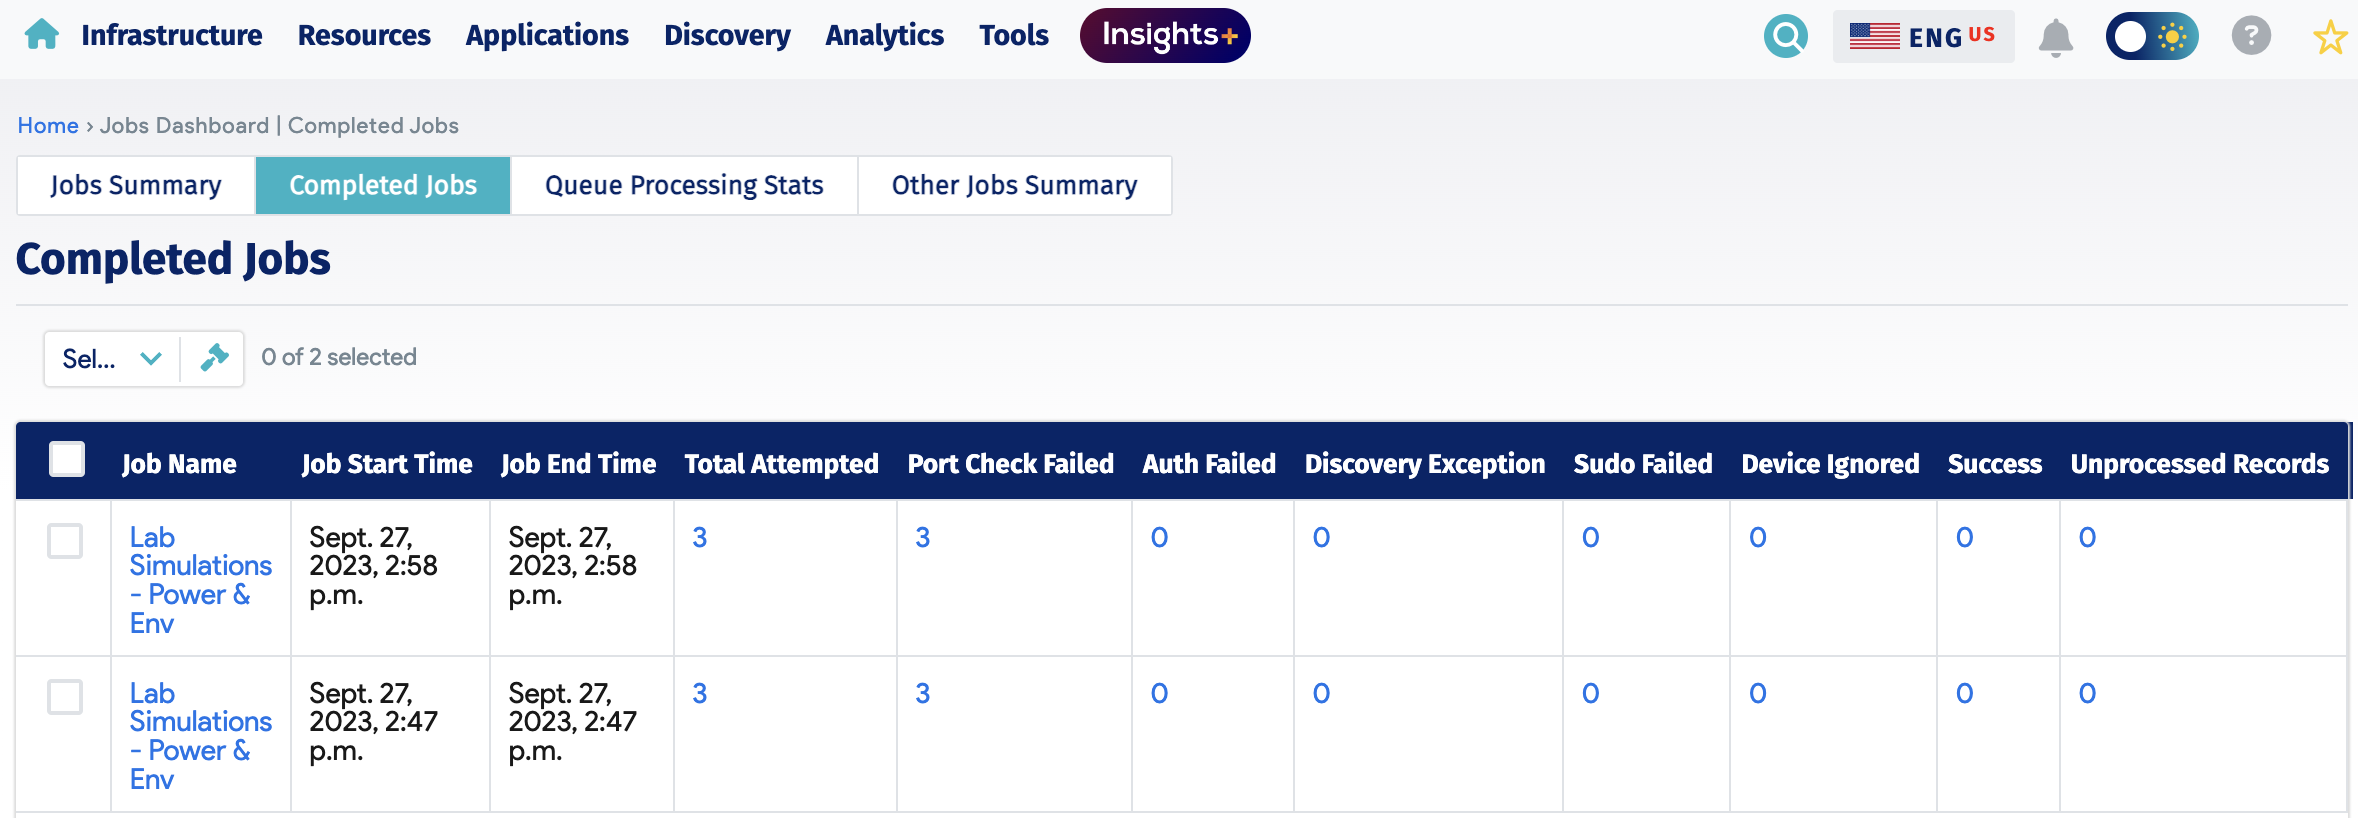 Infrastructure Resources Applications Discovery Analytics Tools Insights+ ENG US ?
Home › Jobs Dashboard | Completed Jobs
Jobs Summary Completed Jobs Queue Processing Stats Other Jobs Summary
Completed Jobs
Sel... 0 of 2 selected
Job Name Job Start Time Job End Time Total Attempted Port Check Failed Auth Failed Discovery Exception Sudo Failed Device Ignored Success Unprocessed Records
Lab Sept. 27, Sept. 27, 3 3 0 0 0 0 0 0
Simulations 2023, 2:58 2023, 2:58
- Power & p.m. p.m.
Env
Lab Sept. 27, Sept. 27, 3 3 0 0 0 0 0 0
Simulations 2023, 2:47 2023, 2:47
- Power & p.m. p.m.
Env